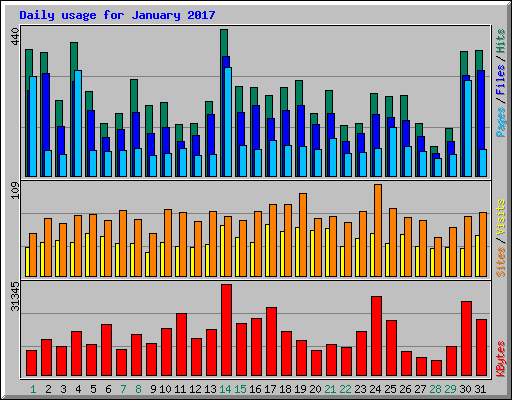 Daily usage for January 2017
440
Pages / Files / Hits
109
Sites / Visits
31345
KBytes
1 2 3 4 5 6 7 8 9 10 11 12 13 14 15 16 17 18 19 20 21 22 23 24 25 26 27 28 29 30 31